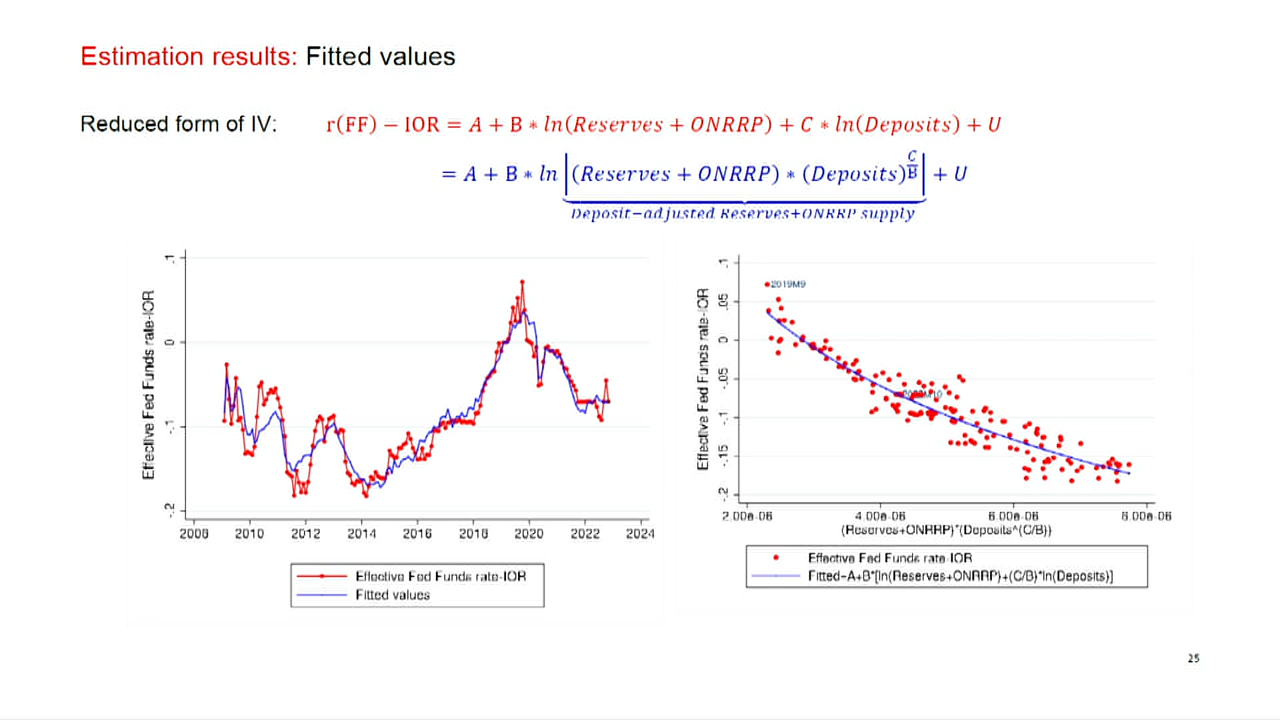 Estimation results: Fitted values
Reduced form of IV: r(FF) − IOR = A + B ∗ ln(Reserves + ONRRP) + C ∗ ln(Deposits) + U
= A + B ∗ ln [(Reserves + ONRRP) ∗ (Deposits)^{C/B}] + U
Deposit−adjusted Reserves+ONRRP supply
Effective Fed Funds rate-IOR
.1
0
-.1
-.2
2008 2010 2012 2014 2016 2018 2020 2022 2024
Effective Fed Funds rate-IOR
Fitted values
Effective Fed Funds rate-IOR
.1
.05
0
-.05
-.1
-.15
-.2
2019M9
2.00e-06 4.00e-06 6.00e-06 8.00e-06
(Reserves+ONRRP)*(Deposits^(C/B))
Effective Fed Funds rate-IOR
Fitted=A+B*[ln(Reserves+ONRRP)+(C/B)*ln(Deposits)]
25